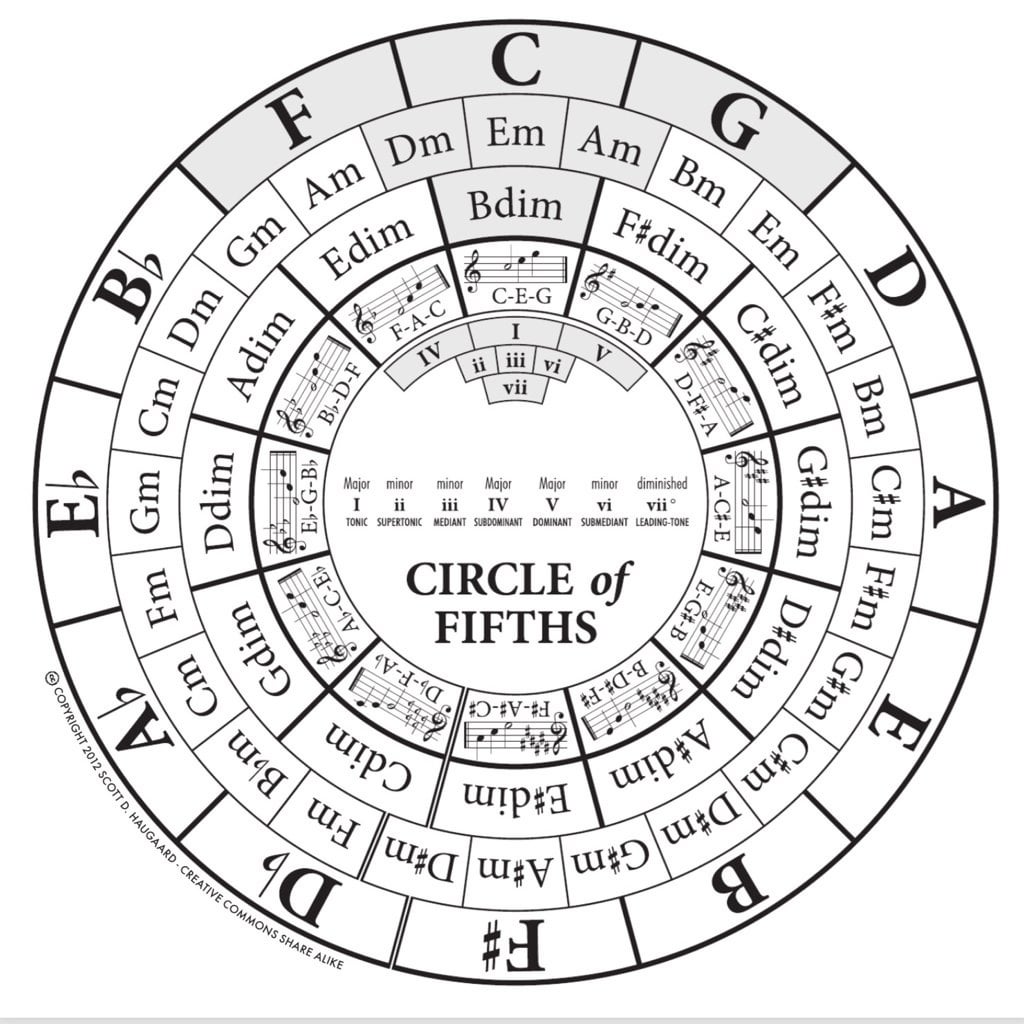 C
G
D
A
E
B
F♯
D♭
A♭
E♭
B♭
F
Em
Am
Bm
Em
F♯m
Bm
C♯m
F♯m
G♯m
C♯m
D♯m
G♯m
A♯m
D♯m
Fm
B♭m
Cm
Fm
Gm
Cm
Dm
Gm
Am
Dm
Bdim
F♯dim
C♯dim
G♯dim
D♯dim
A♯dim
E♯dim
Cdim
Gdim
Ddim
Adim
Edim
C-E-G
G-B-D
D-F♯-A
A-C♯-E
E-G♯-B
B-D♯-F♯
F♯-A♯-C♯
D♭-F-A♭
A♭-C-E♭
E♭-G-B♭
B♭-D-F
F-A-C
IV I V
ii iii vi
vii
Major minor minor Major Major minor diminished
I ii iii IV V vi vii°
TONIC SUPERTONIC MEDIANT SUBDOMINANT DOMINANT SUBMEDIANT LEADING-TONE
CIRCLE of
FIFTHS
cc COPYRIGHT 2012 SCOTT D. HAUGAARD - CREATIVE COMMONS SHARE ALIKE